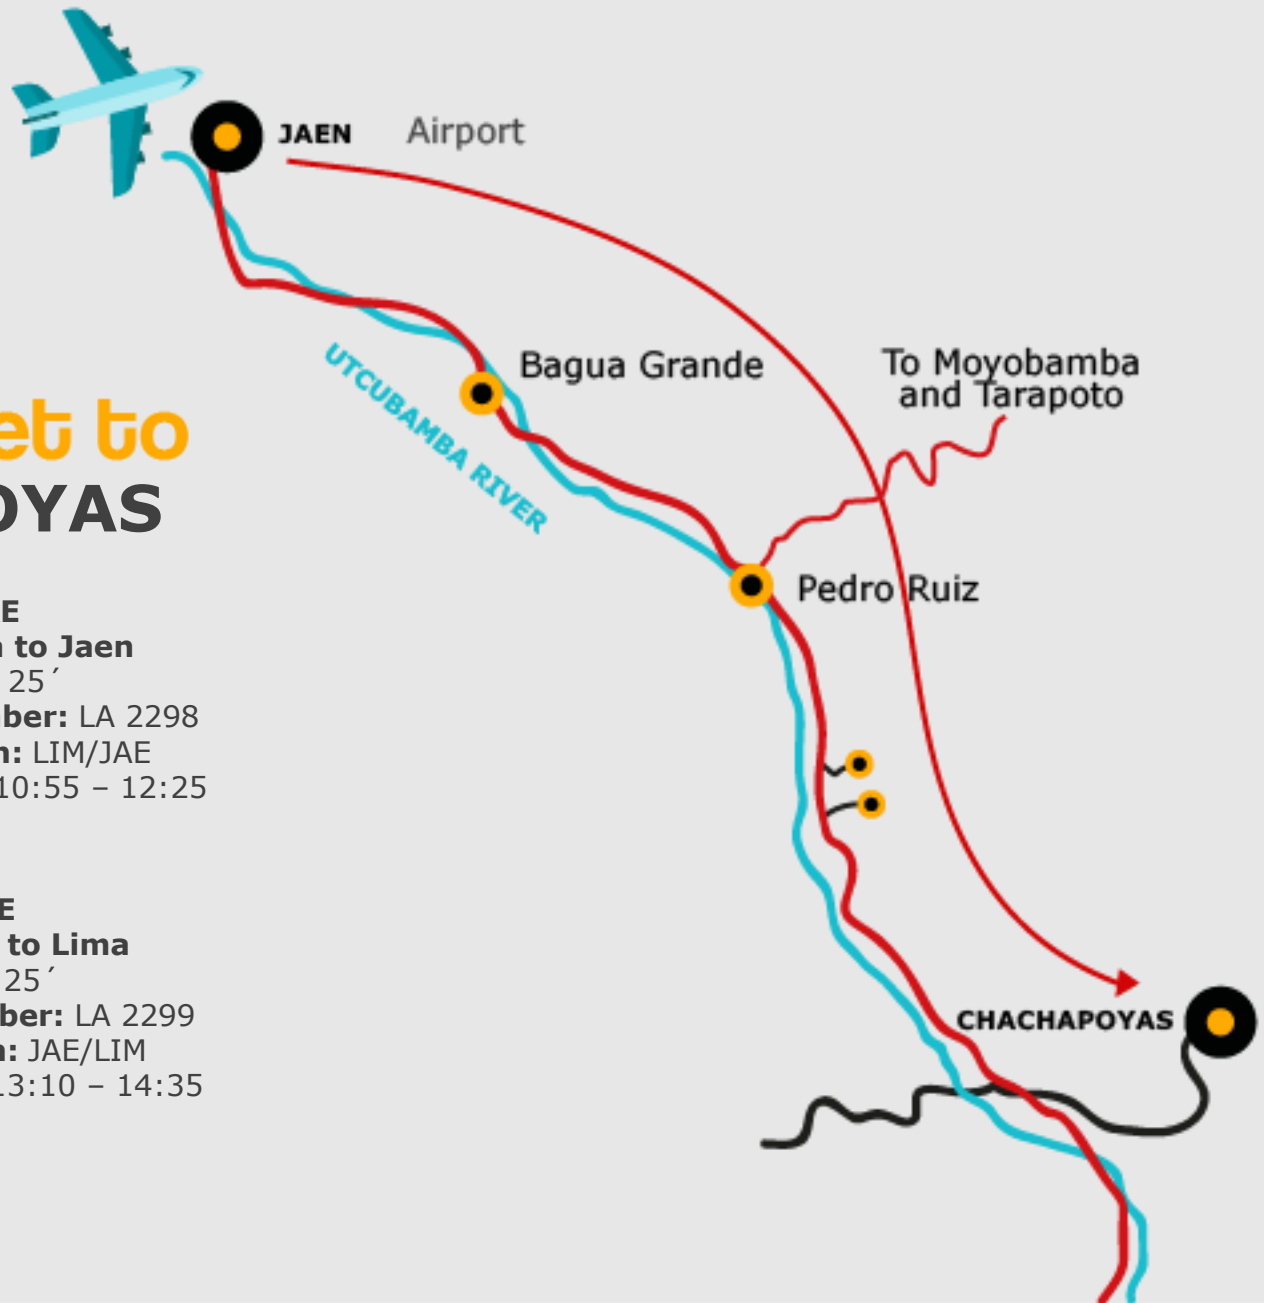 JAEN Airport
Bagua Grande
To Moyobamba
and Tarapoto
UTCUBAMBA RIVER
Pedro Ruiz
CHACHAPOYAS
et to
OYAS
E
to Jaen
25´
ber: LA 2298
: LIM/JAE
10:55 – 12:25
E
to Lima
25´
ber: LA 2299
: JAE/LIM
13:10 – 14:35